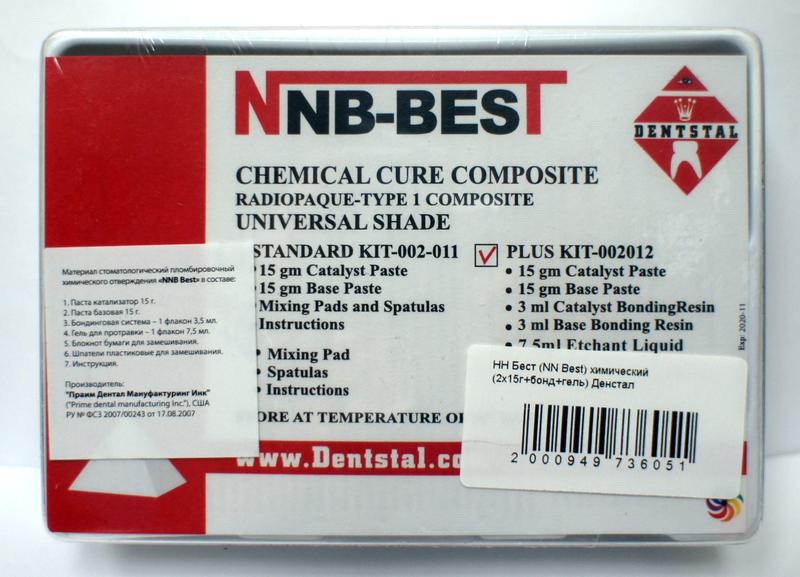 NNB-BEST
DENTSTAL
CHEMICAL CURE COMPOSITE
RADIOPAQUE-TYPE 1 COMPOSITE
UNIVERSAL SHADE
STANDARD KIT-002-011
• 15 gm Catalyst Paste
• 15 gm Base Paste
Mixing Pads and Spatulas
Instructions
• Mixing Pad
• Spatulas
• Instructions
PLUS KIT-002012
• 15 gm Catalyst Paste
• 15 gm Base Paste
• 3 ml Catalyst BondingResin
• 3 ml Base Bonding Resin
• 7.5ml Etchant Liquid
Exp: 2020-11
AT TEMPERATURE
www.Dentstal.co
Материал стоматологический пломбировочный
химического отверждения «NNB Best» в составе:
1. Паста катализатор 15 г.
2. Паста базовая 15 г.
3. Бондинговая система – 1 флакон 3,5 мл.
4. Гель для протравки – 1 флакон 7,5 мл.
5. Блокнот бумаги для замешивания.
6. Шпатели пластиковые для замешивания.
7. Инструкция.
Производитель:
"Праим Дентал Мануфактуринг Инк"
("Prime dental manufacturing Inc."), США
РУ № ФСЗ 2007/00243 от 17.08.2007
НН Бест (NN Best) химический
(2х15г+бонд+гель) Денстал
2 000949 736051